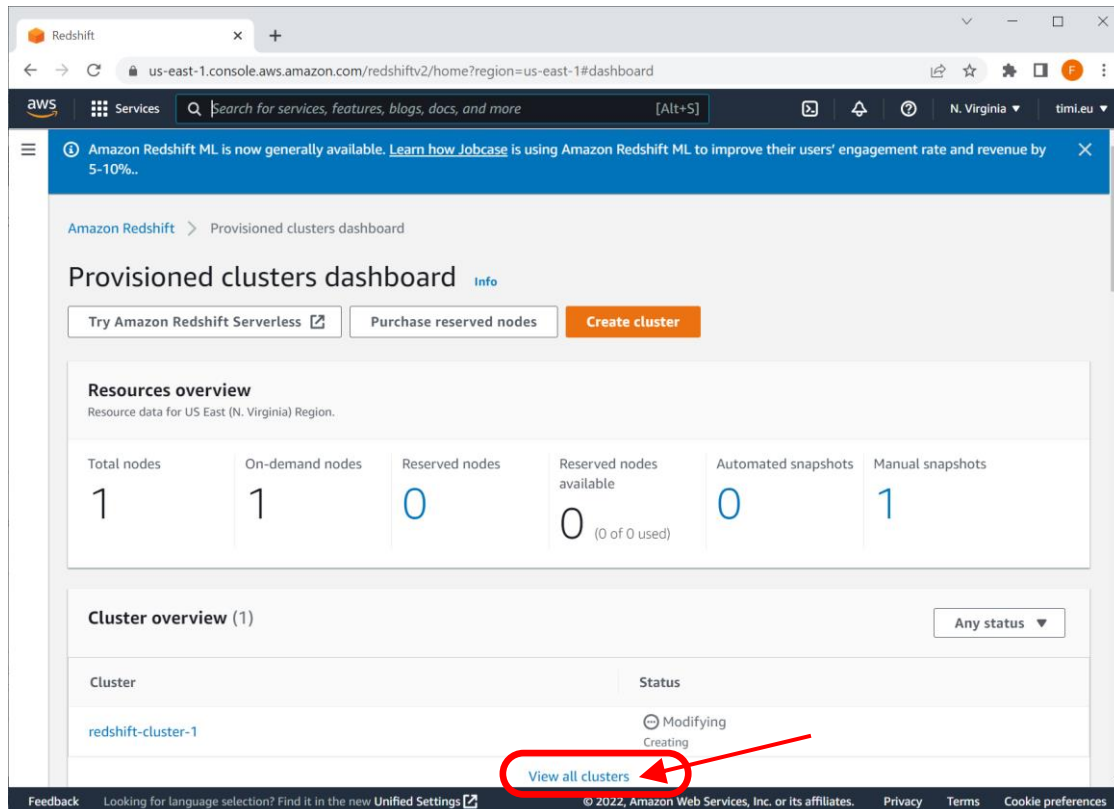 Redshift
us-east-1.console.aws.amazon.com/redshiftv2/home?region=us-east-1#dashboard
F
aws Services Search for services, features, blogs, docs, and more [Alt+S] N. Virginia ▼ timi.eu ▼
Amazon Redshift ML is now generally available. Learn how Jobcase is using Amazon Redshift ML to improve their users' engagement rate and revenue by
5-10%..
Amazon Redshift > Provisioned clusters dashboard
Provisioned clusters dashboard Info
Try Amazon Redshift Serverless Purchase reserved nodes Create cluster
Resources overview
Resource data for US East (N. Virginia) Region.
Total nodes
1
On-demand nodes
1
Reserved nodes
0
Reserved nodes
available
0 (0 of 0 used)
Automated snapshots
0
Manual snapshots
1
Cluster overview (1)
Any status ▼
Cluster Status
redshift-cluster-1 Modifying
Creating
View all clusters
Feedback Looking for language selection? Find it in the new Unified Settings © 2022, Amazon Web Services, Inc. or its affiliates. Privacy Terms Cookie preferences